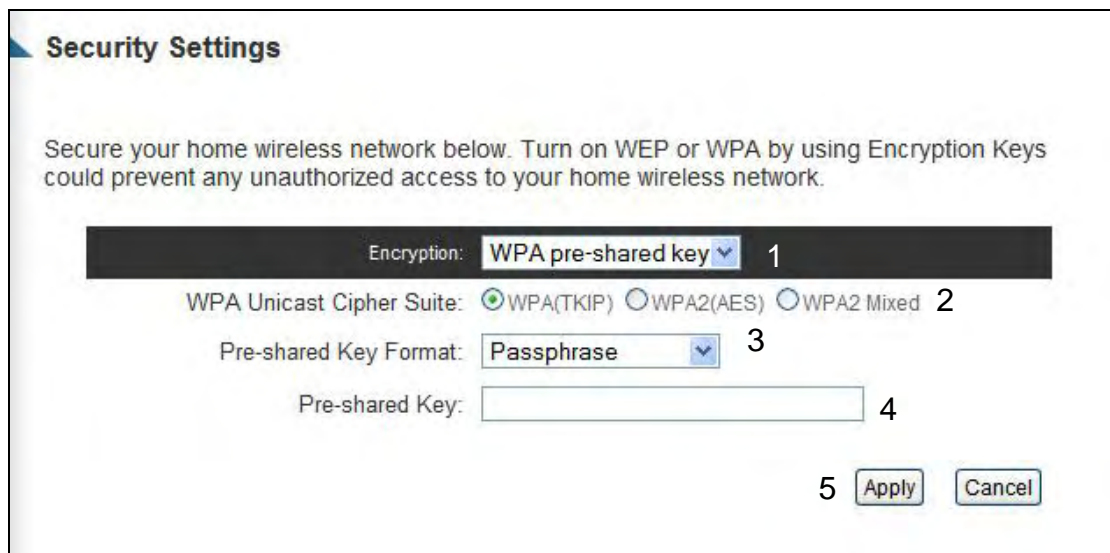 Security Settings
Secure your home wireless network below. Turn on WEP or WPA by using Encryption Keys
could prevent any unauthorized access to your home wireless network.
Encryption: WPA pre-shared key 1
WPA Unicast Cipher Suite: WPA(TKIP) WPA2(AES) WPA2 Mixed 2
Pre-shared Key Format: Passphrase 3
Pre-shared Key: 4
5 Apply Cancel